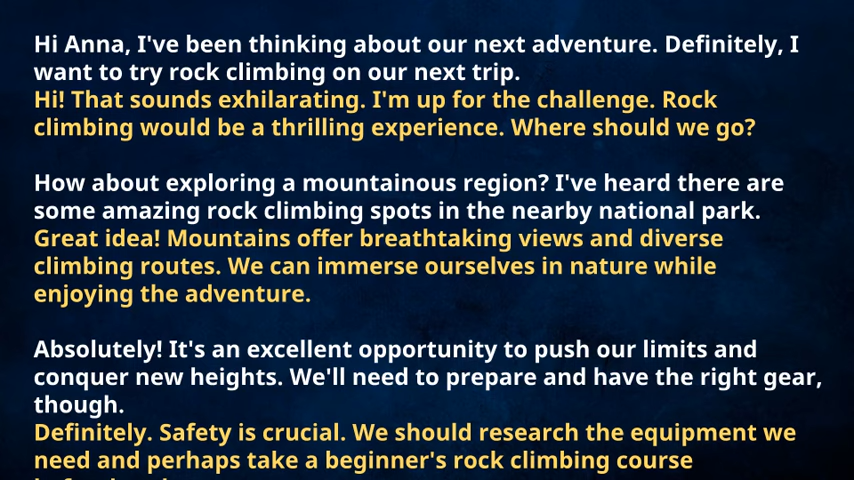 Hi Anna, I've been thinking about our next adventure. Definitely, I
want to try rock climbing on our next trip.
Hi! That sounds exhilarating. I'm up for the challenge. Rock
climbing would be a thrilling experience. Where should we go?
How about exploring a mountainous region? I've heard there are
some amazing rock climbing spots in the nearby national park.
Great idea! Mountains offer breathtaking views and diverse
climbing routes. We can immerse ourselves in nature while
enjoying the adventure.
Absolutely! It's an excellent opportunity to push our limits and
conquer new heights. We'll need to prepare and have the right gear,
though.
Definitely. Safety is crucial. We should research the equipment we
need and perhaps take a beginner's rock climbing course